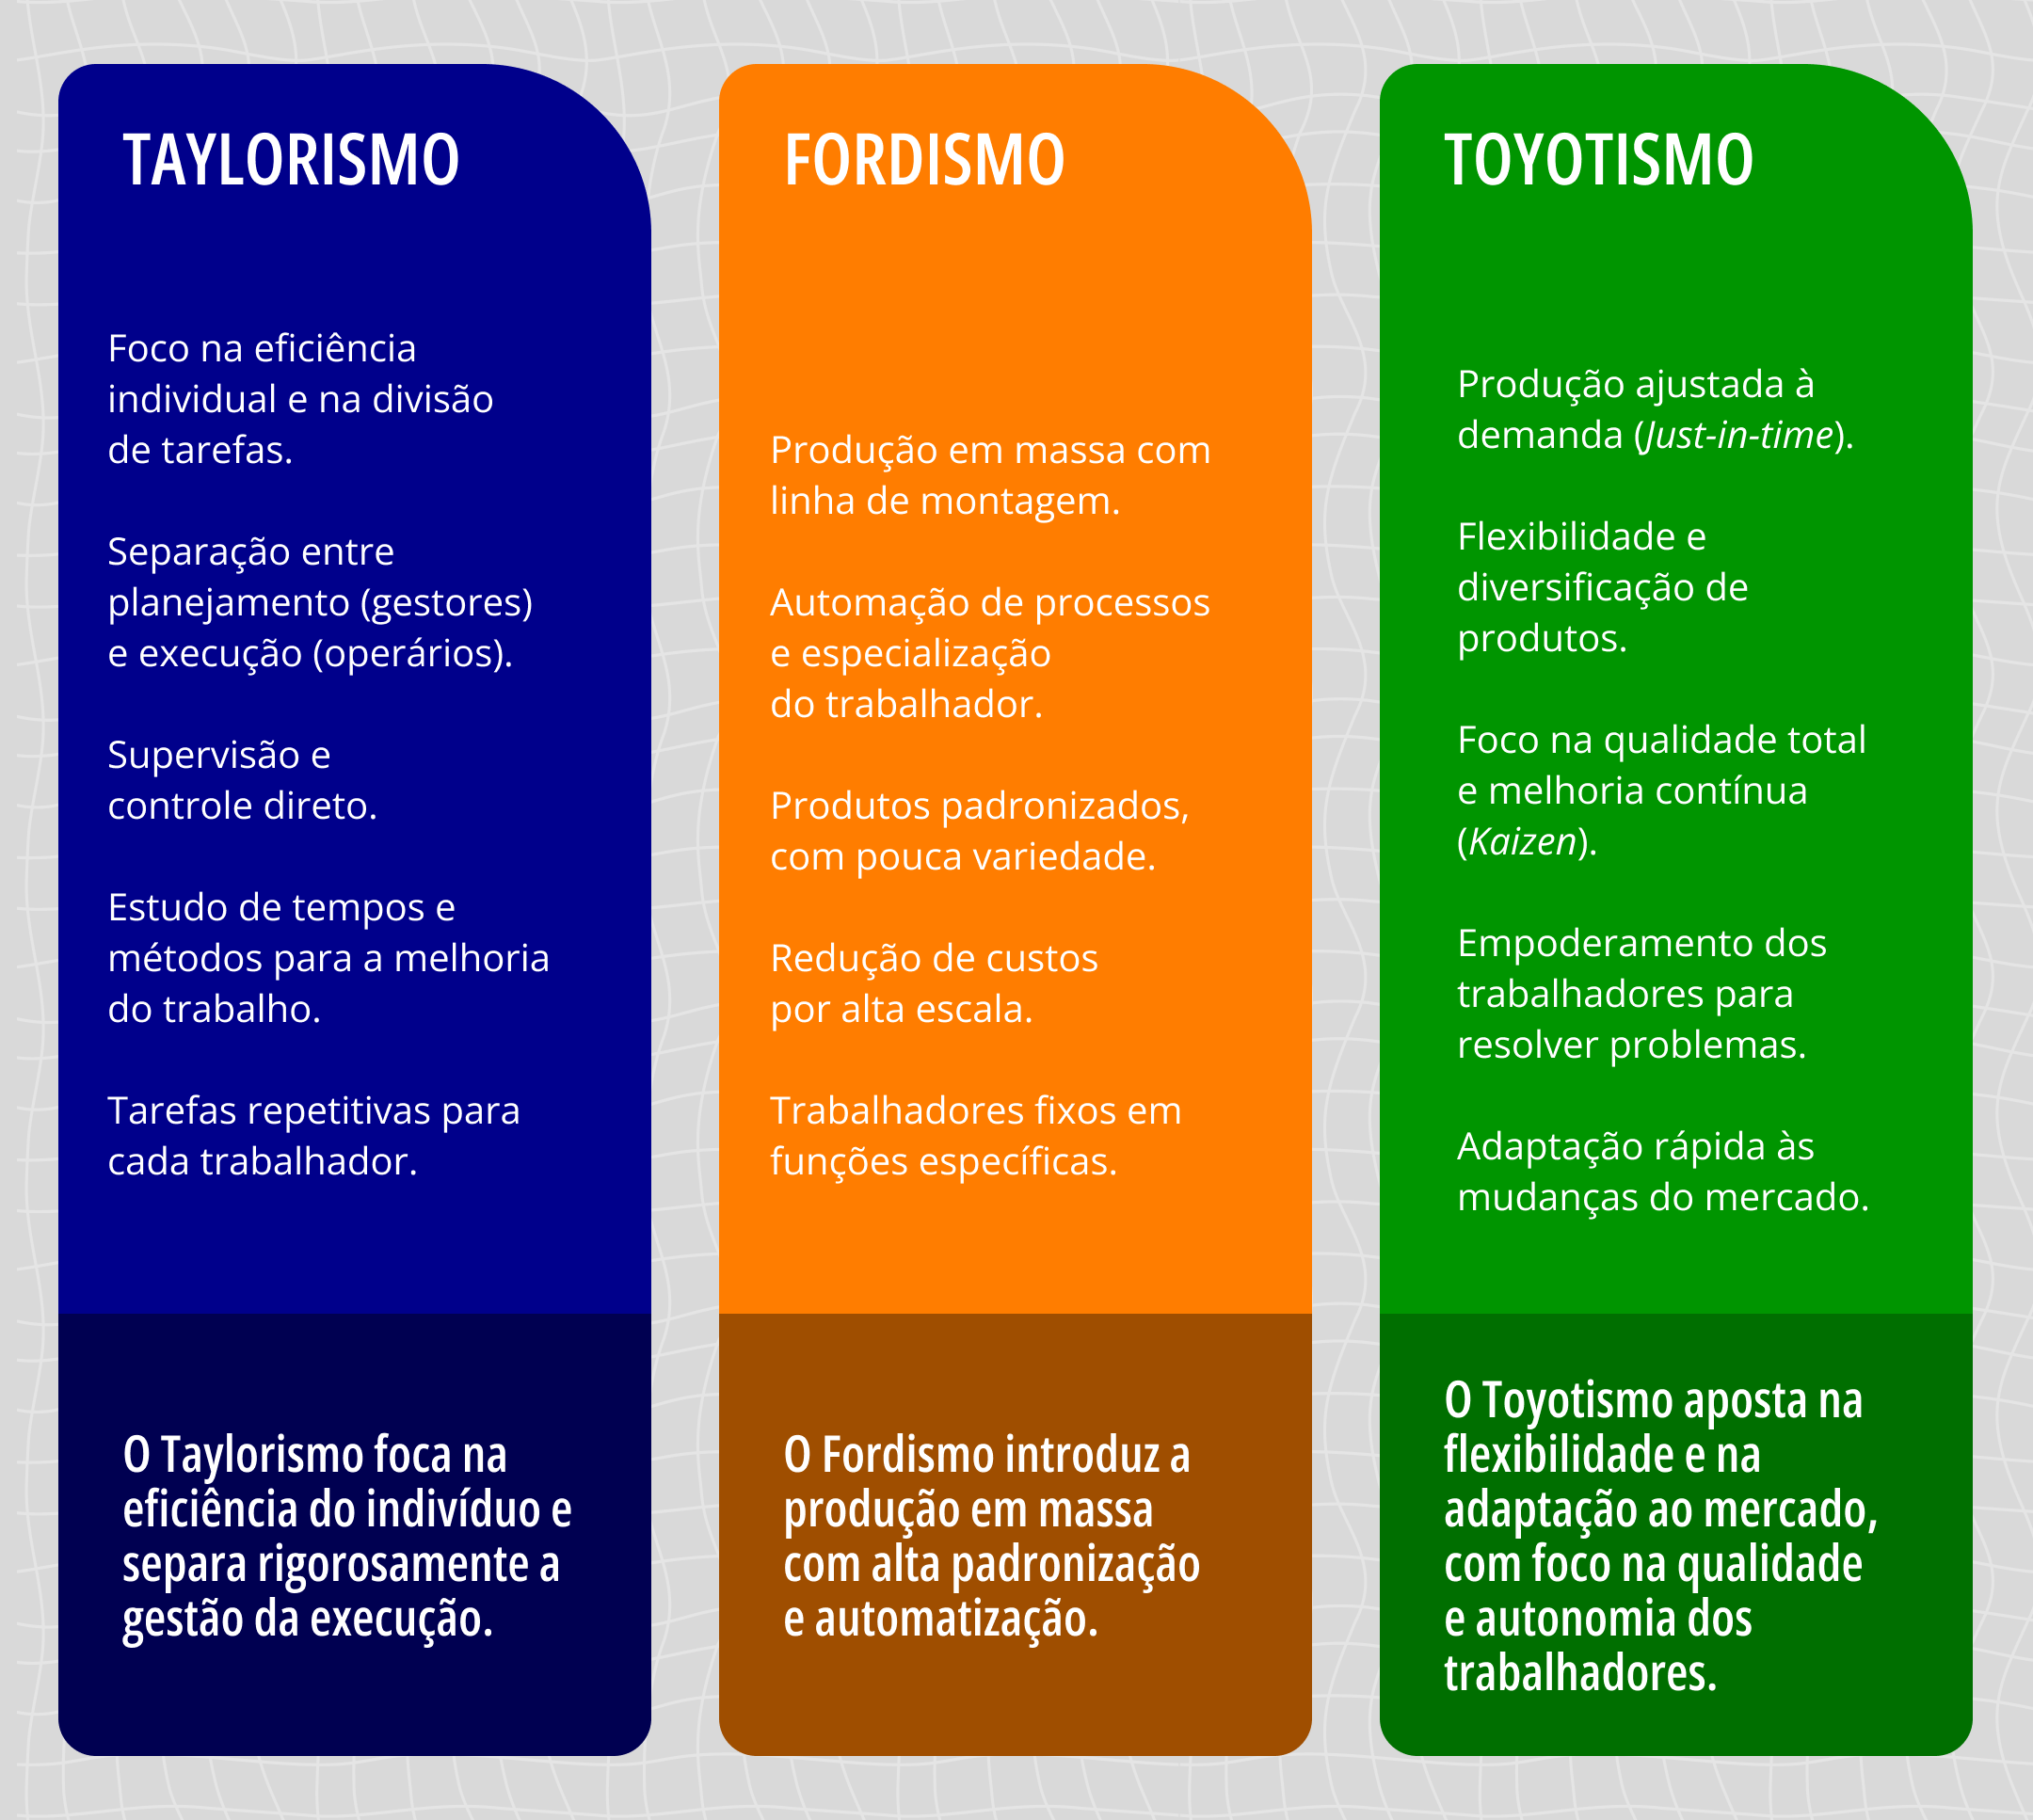 TAYLORISMO
Foco na eficiência
individual e na divisão
de tarefas.
Separação entre
planejamento (gestores)
e execução (operários).
Supervisão e
controle direto.
Estudo de tempos e
métodos para a melhoria
do trabalho.
Tarefas repetitivas para
cada trabalhador.
O Taylorismo foca na
eficiência do indivíduo e
separa rigorosamente a
gestão da execução.
FORDISMO
Produção em massa com
linha de montagem.
Automação de processos
e especialização
do trabalhador.
Produtos padronizados,
com pouca variedade.
Redução de custos
por alta escala.
Trabalhadores fixos em
funções específicas.
O Fordismo introduz a
produção em massa
com alta padronização
e automatização.
TOYOTISMO
Produção ajustada à
demanda (Just-in-time).
Flexibilidade e
diversificação de
produtos.
Foco na qualidade total
e melhoria contínua
(Kaizen).
Empoderamento dos
trabalhadores para
resolver problemas.
Adaptação rápida às
mudanças do mercado.
O Toyotismo aposta na
flexibilidade e na
adaptação ao mercado,
com foco na qualidade
e autonomia dos
trabalhadores.